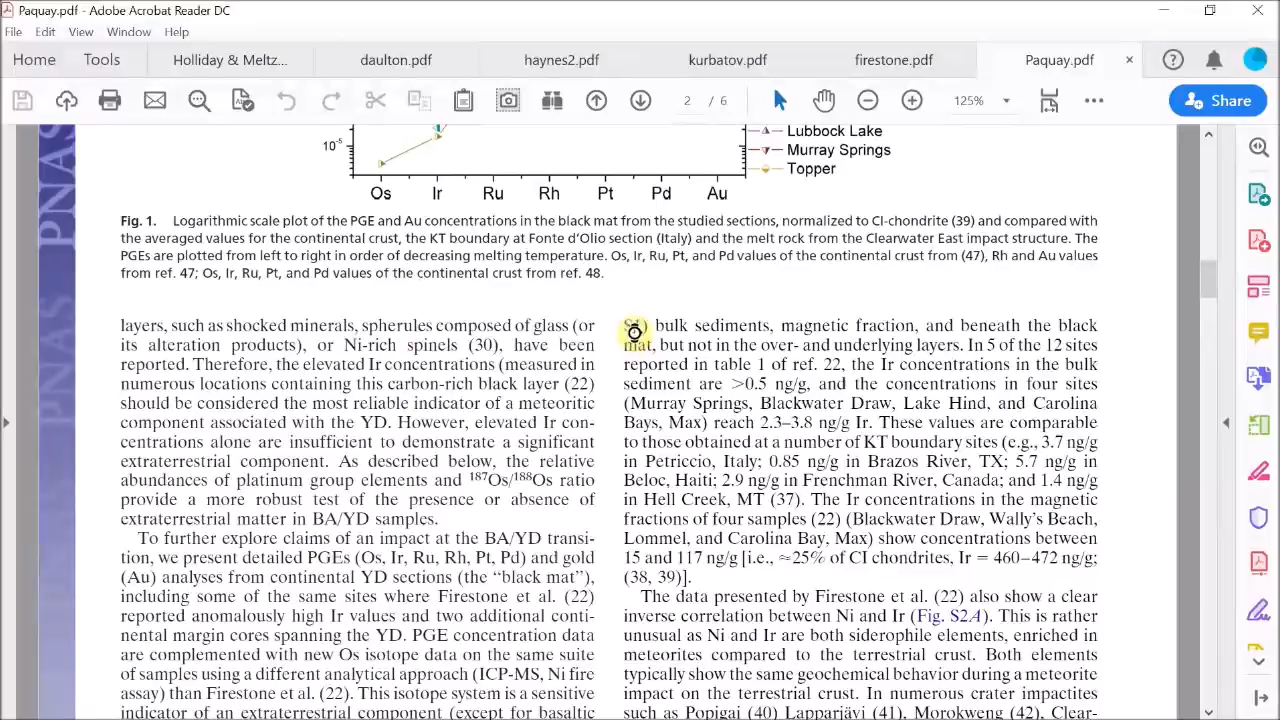 Paquay.pdf - Adobe Acrobat Reader DC
File Edit View Window Help
Home Tools Holliday & Meltz... daulton.pdf haynes2.pdf kurbatov.pdf firestone.pdf Paquay.pdf
2 / 6 125% Share
10-5
Lubbock Lake
Murray Springs
Topper
Os Ir Ru Rh Pt Pd Au
Fig. 1. Logarithmic scale plot of the PGE and Au concentrations in the black mat from the studied sections, normalized to CI-chondrite (39) and compared with
the averaged values for the continental crust, the KT boundary at Fonte d'Olio section (Italy) and the melt rock from the Clearwater East impact structure. The
PGEs are plotted from left to right in order of decreasing melting temperature. Os, Ir, Ru, Pt, and Pd values of the continental crust from (47), Rh and Au values
from ref. 47; Os, Ir, Ru, Pt, and Pd values of the continental crust from ref. 48.
layers, such as shocked minerals, spherules composed of glass (or
its alteration products), or Ni-rich spinels (30), have been
reported. Therefore, the elevated Ir concentrations (measured in
numerous locations containing this carbon-rich black layer (22)
should be considered the most reliable indicator of a meteoritic
component associated with the YD. However, elevated Ir con-
centrations alone are insufficient to demonstrate a significant
extraterrestrial component. As described below, the relative
abundances of platinum group elements and 187Os/188Os ratio
provide a more robust test of the presence or absence of
extraterrestrial matter in BA/YD samples.
To further explore claims of an impact at the BA/YD transi-
tion, we present detailed PGEs (Os, Ir, Ru, Rh, Pt, Pd) and gold
(Au) analyses from continental YD sections (the "black mat"),
including some of the same sites where Firestone et al. (22)
reported anomalously high Ir values and two additional conti-
nental margin cores spanning the YD. PGE concentration data
are complemented with new Os isotope data on the same suite
of samples using a different analytical approach (ICP-MS, Ni fire
assay) than Firestone et al. (22). This isotope system is a sensitive
indicator of an extraterrestrial component (except for basaltic
bulk sediments, magnetic fraction, and beneath the black
mat, but not in the over- and underlying layers. In 5 of the 12 sites
reported in table 1 of ref. 22, the Ir concentrations in the bulk
sediment are >0.5 ng/g, and the concentrations in four sites
(Murray Springs, Blackwater Draw, Lake Hind, and Carolina
Bays, Max) reach 2.3–3.8 ng/g Ir. These values are comparable
to those obtained at a number of KT boundary sites (e.g., 3.7 ng/g
in Petriccio, Italy; 0.85 ng/g in Brazos River, TX; 5.7 ng/g in
Beloc, Haiti; 2.9 ng/g in Frenchman River, Canada; and 1.4 ng/g
in Hell Creek, MT (37). The Ir concentrations in the magnetic
fractions of four samples (22) (Blackwater Draw, Wally's Beach,
Lommel, and Carolina Bay, Max) show concentrations between
15 and 117 ng/g [i.e., ≈25% of CI chondrites, Ir = 460–472 ng/g;
(38, 39)].
The data presented by Firestone et al. (22) also show a clear
inverse correlation between Ni and Ir (Fig. S2A). This is rather
unusual as Ni and Ir are both siderophile elements, enriched in
meteorites compared to the terrestrial crust. Both elements
typically show the same geochemical behavior during a meteorite
impact on the terrestrial crust. In numerous crater impactites
such as Popigai (40) Lapparjävi (41), Morokweng (42), Clear-
PNAS PNAS